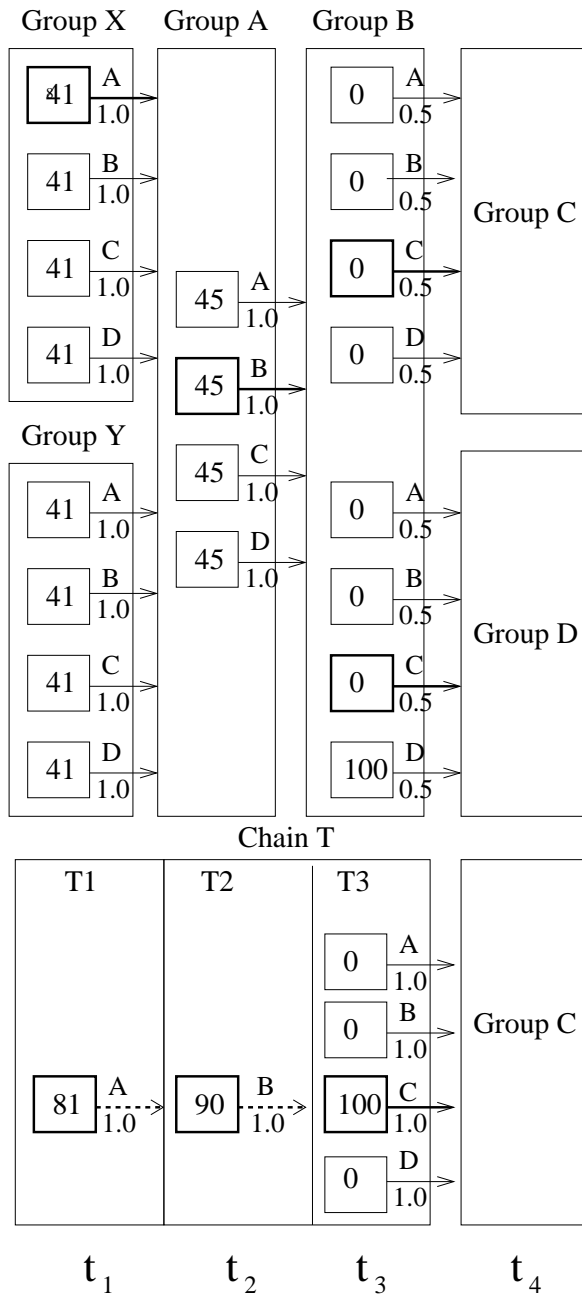 Group X Group A Group B
41 A 1.0
41 B 1.0
41 C 1.0
41 D 1.0
Group Y
41 A 1.0
41 B 1.0
41 C 1.0
41 D 1.0
45 A 1.0
45 B 1.0
45 C 1.0
45 D 1.0
0 A 0.5
0 B 0.5
0 C 0.5
0 D 0.5
Group C
0 A 0.5
0 B 0.5
0 C 0.5
100 D 0.5
Group D
Chain T
T1 T2 T3
81 A 1.0
90 B 1.0
0 A 1.0
0 B 1.0
100 C 1.0
0 D 1.0
Group C
t1 t2 t3 t4